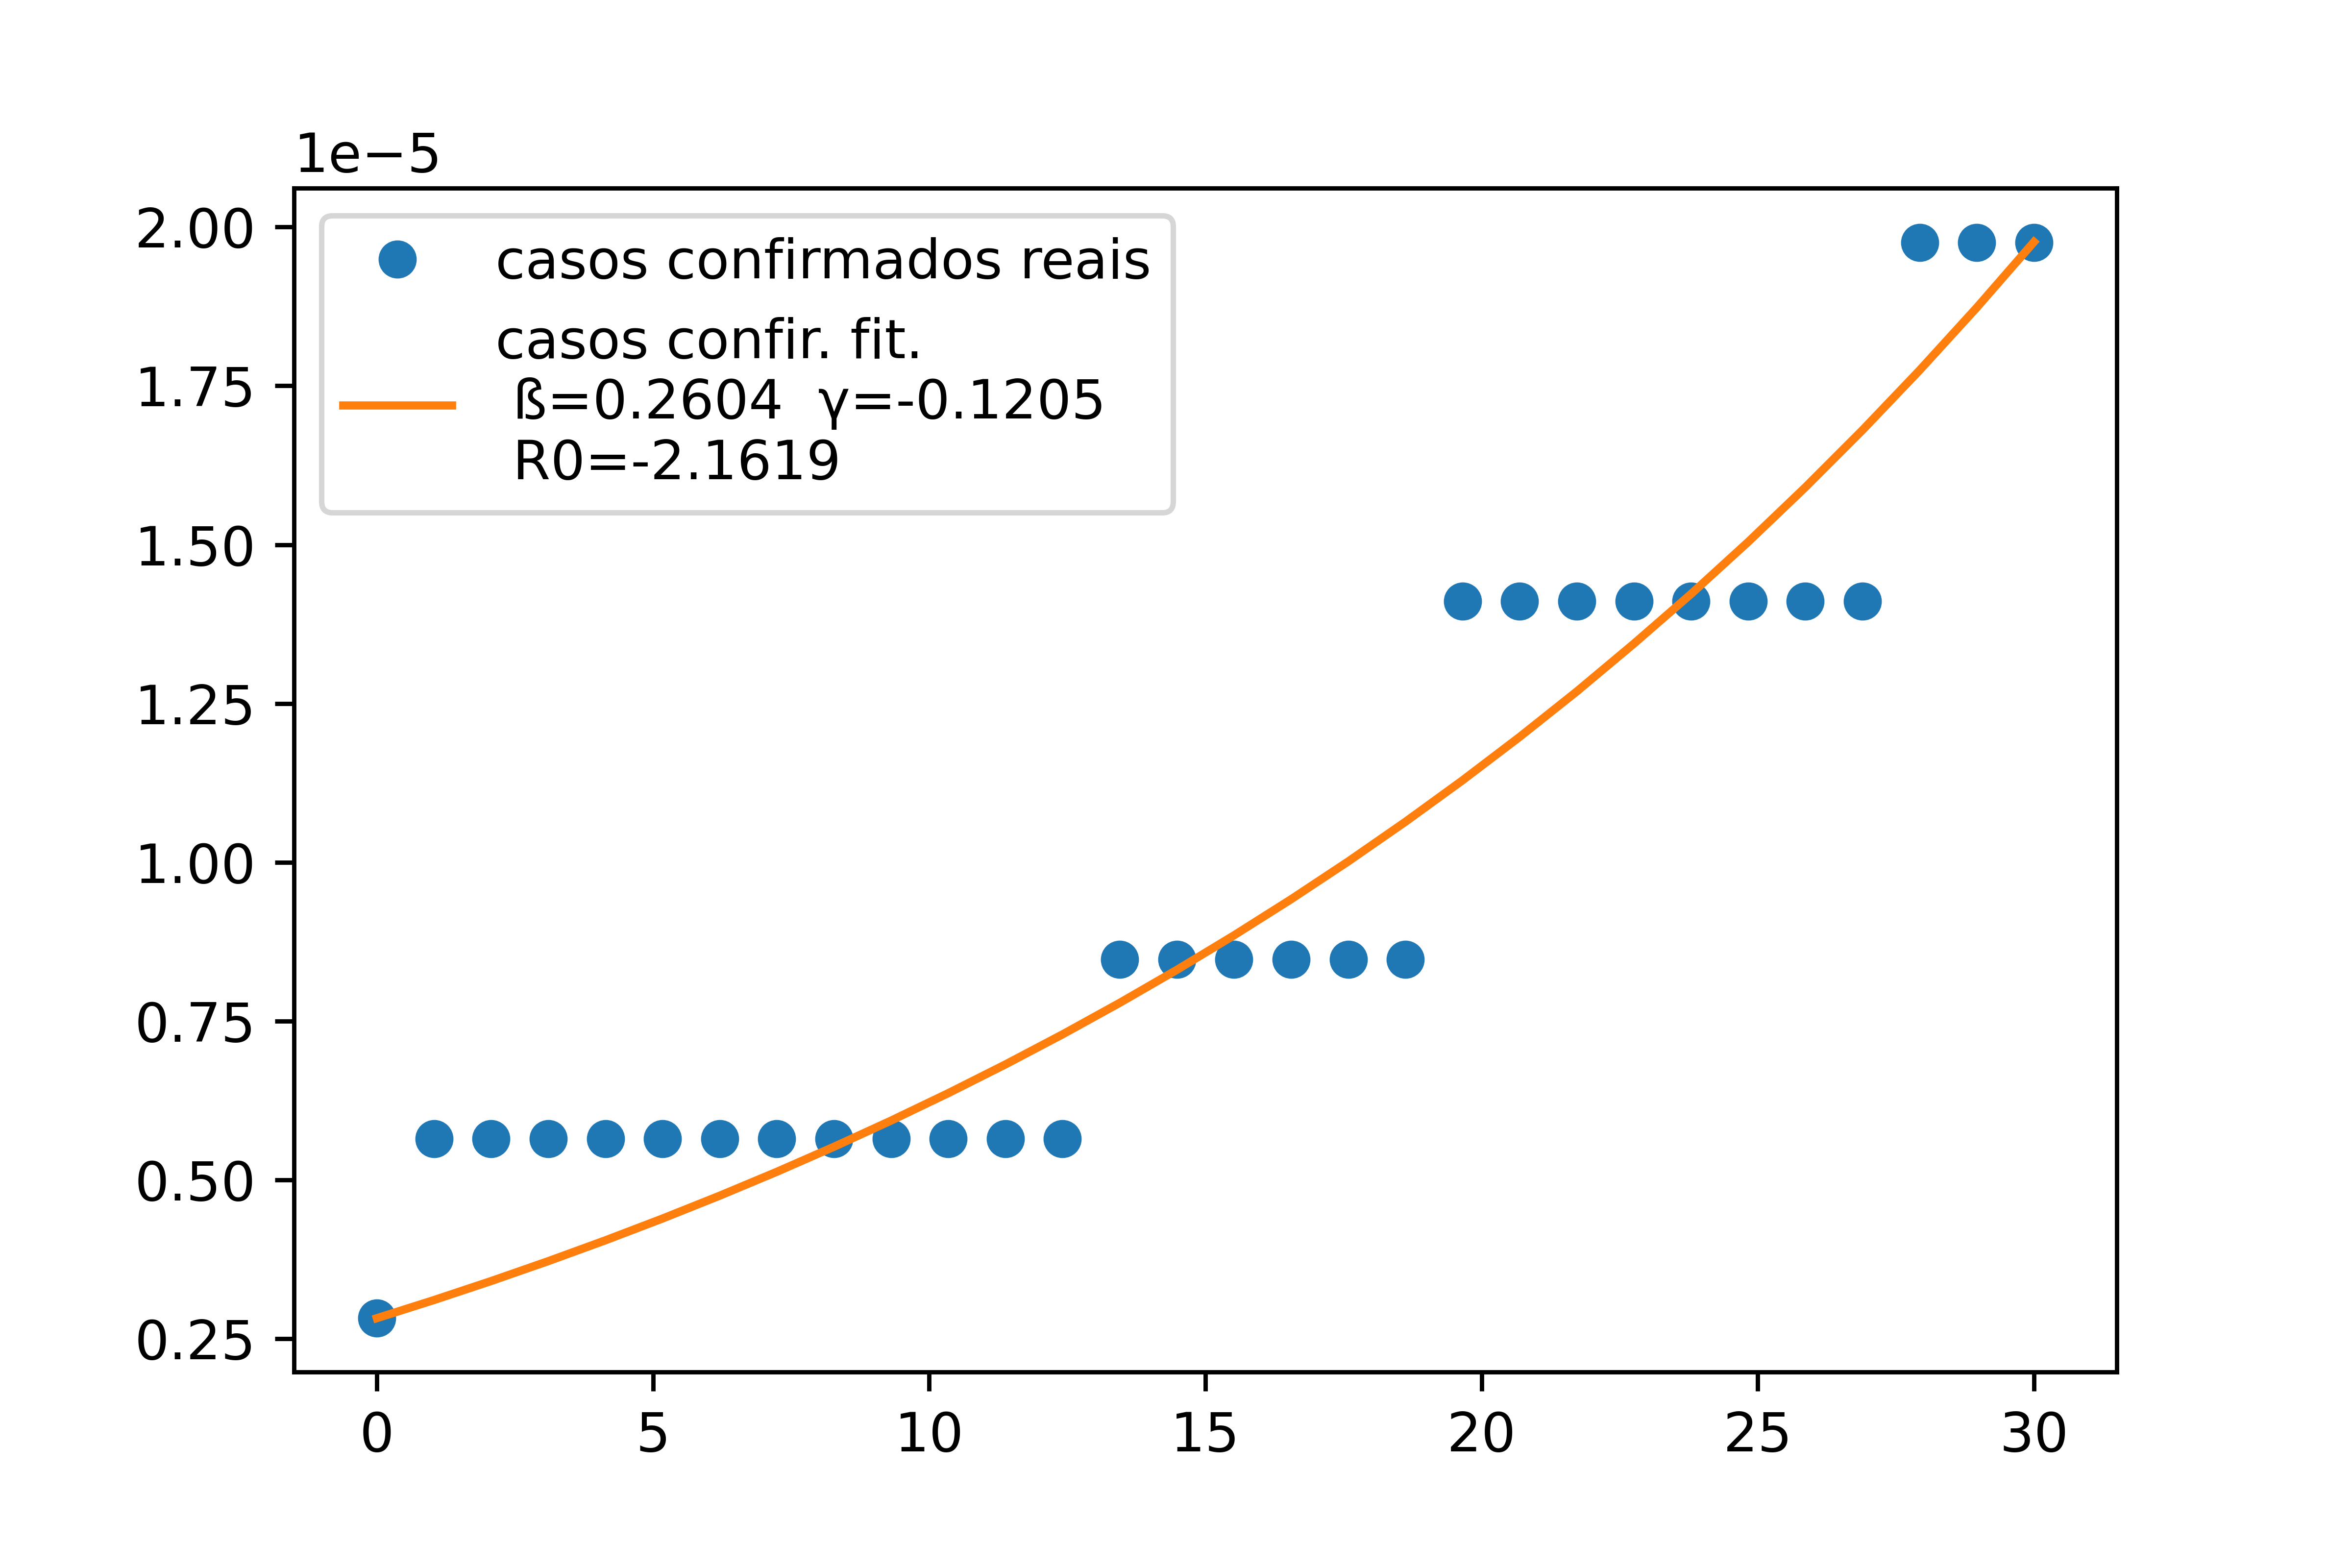 1e−5
2.00
1.75
1.50
1.25
1.00
0.75
0.50
0.25
casos confirmados reais
casos confir. fit.
ß=0.2604 γ=-0.1205
R0=-2.1619
0 5 10 15 20 25 30